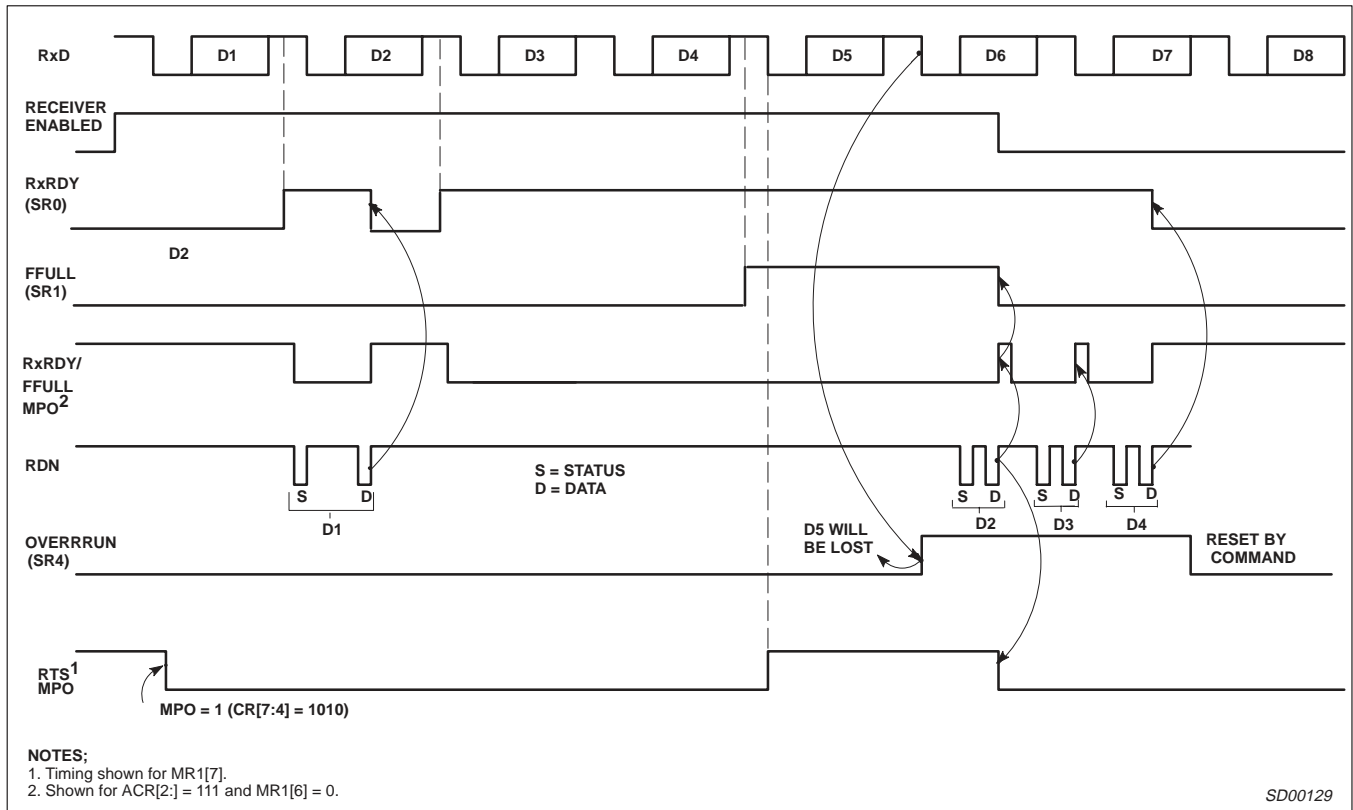 RxD D1 D2 D3 D4 D5 D6 D7 D8
RECEIVER
ENABLED
RxRDY
(SR0)
D2
FFULL
(SR1)
RxRDY/
FFULL
MPO2
RDN
S = STATUS
D = DATA
S D S D S D S D
D1 D2 D3 D4
OVERRRUN
(SR4)
D5 WILL
BE LOST
RESET BY
COMMAND
RTS1
MPO
MPO = 1 (CR[7:4] = 1010)
NOTES;
1. Timing shown for MR1[7].
2. Shown for ACR[2:] = 111 and MR1[6] = 0.
SD00129